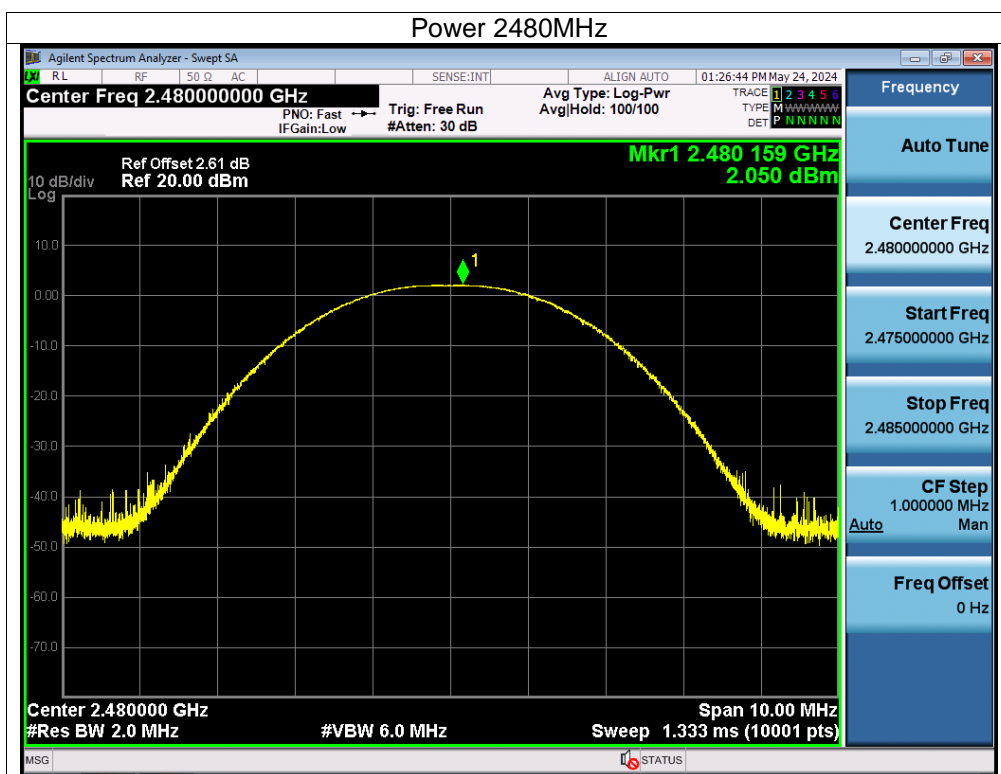 Power 2480MHz
Agilent Spectrum Analyzer - Swept SA
LXI RL RF 50 Ω AC SENSE:INT ALIGN AUTO 01:26:44 PM May 24, 2024
Center Freq 2.480000000 GHz
PNO: Fast
IFGain:Low
Trig: Free Run
#Atten: 30 dB
Avg Type: Log-Pwr
Avg|Hold: 100/100
TRACE 1 2 3 4 5 6
TYPE M W W W W W
DET P N N N N N
Mkr1 2.480 159 GHz
2.050 dBm
Ref Offset 2.61 dB
10 dB/div Ref 20.00 dBm
Log
10.0
0.00
-10.0
-20.0
-30.0
-40.0
-50.0
-60.0
-70.0
1
Center 2.480000 GHz Span 10.00 MHz
#Res BW 2.0 MHz #VBW 6.0 MHz Sweep 1.333 ms (10001 pts)
MSG STATUS
Frequency
Auto Tune
Center Freq
2.480000000 GHz
Start Freq
2.475000000 GHz
Stop Freq
2.485000000 GHz
CF Step
1.000000 MHz
Auto Man
Freq Offset
0 Hz